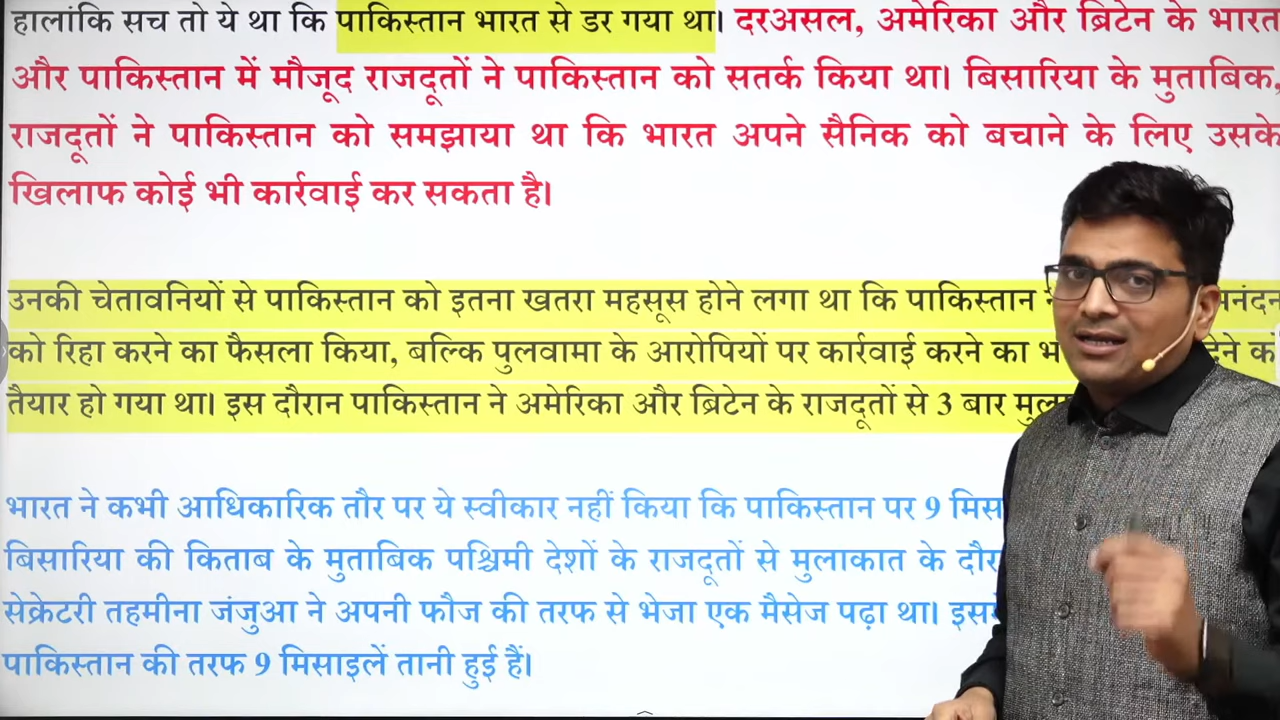 हालांकि सच तो ये था कि पाकिस्तान भारत से डर गया था। दरअसल, अमेरिका और ब्रिटेन के भारत
और पाकिस्तान में मौजूद राजदूतों ने पाकिस्तान को सतर्क किया था। बिसारिया के मुताबिक,
राजदूतों ने पाकिस्तान को समझाया था कि भारत अपने सैनिक को बचाने के लिए उसके
खिलाफ कोई भी कार्रवाई कर सकता है।
उनकी चेतावनियों से पाकिस्तान को इतना खतरा महसूस होने लगा था कि पाकिस्तान
को रिहा करने का फैसला किया, बल्कि पुलवामा के आरोपियों पर कार्रवाई करने का
तैयार हो गया था। इस दौरान पाकिस्तान ने अमेरिका और ब्रिटेन के राजदूतों से 3 बार
भारत ने कभी आधिकारिक तौर पर ये स्वीकार नहीं किया कि पाकिस्तान पर 9
बिसारिया की किताब के मुताबिक पश्चिमी देशों के राजदूतों से मुलाकात के
सेक्रेटरी तहमीना जंजुआ ने अपनी फौज की तरफ से भेजा एक मैसेज पढ़ा था।
पाकिस्तान की तरफ 9 मिसाइलें तानी हुई हैं।